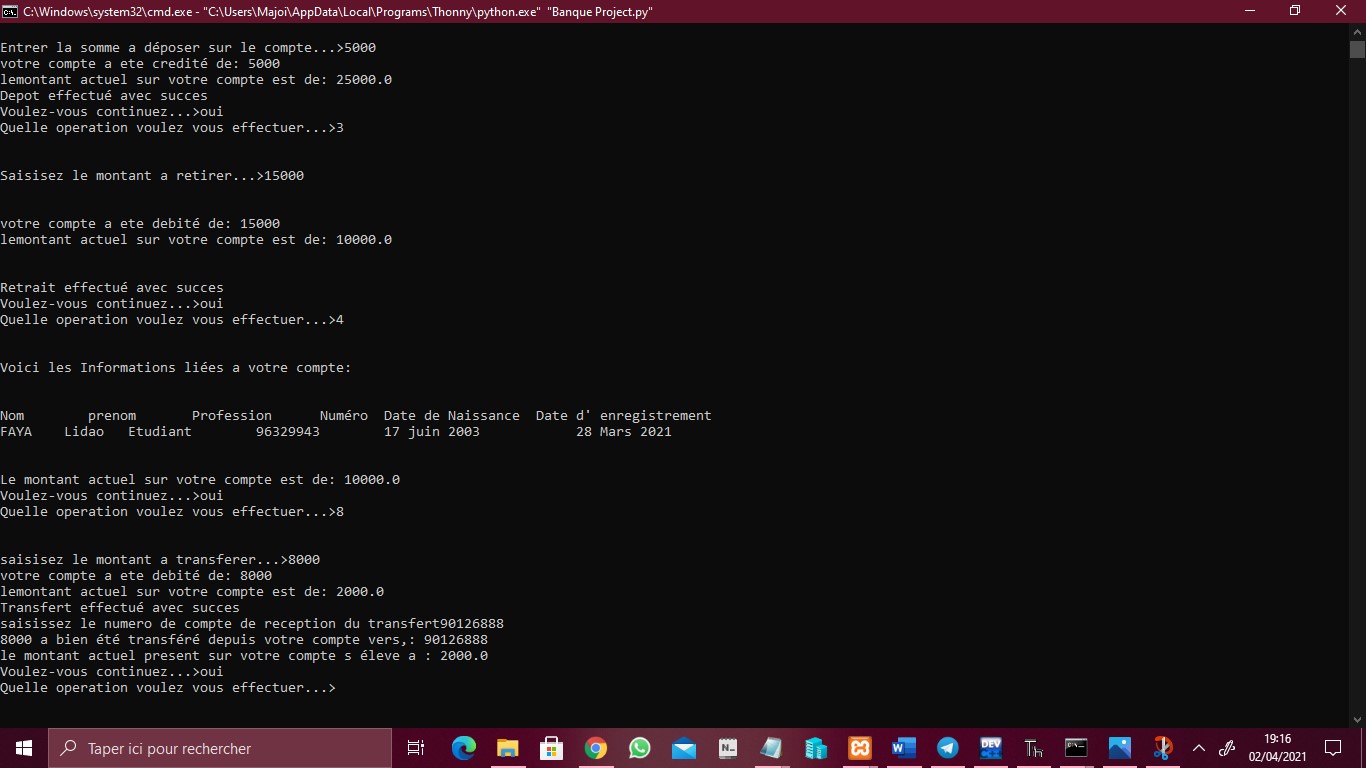 C:\Windows\system32\cmd.exe - "C:\Users\Majoi\AppData\Local\Programs\Thonny\python.exe" "Banque Project.py"
Entrer la somme a déposer sur le compte...>5000
votre compte a ete credité de: 5000
lemontant actuel sur votre compte est de: 25000.0
Depot effectué avec succes
Voulez-vous continuez...>oui
Quelle operation voulez vous effectuer...>3
Saisisez le montant a retirer...>15000
votre compte a ete debité de: 15000
lemontant actuel sur votre compte est de: 10000.0
Retrait effectué avec succes
Voulez-vous continuez...>oui
Quelle operation voulez vous effectuer...>4
Voici les Informations liées a votre compte:
Nom prenom Profession Numéro Date de Naissance Date d' enregistrement
FAYA Lidao Etudiant 96329943 17 juin 2003 28 Mars 2021
Le montant actuel sur votre compte est de: 10000.0
Voulez-vous continuez...>oui
Quelle operation voulez vous effectuer...>8
saisisez le montant a transferer...>8000
votre compte a ete debité de: 8000
lemontant actuel sur votre compte est de: 2000.0
Transfert effectué avec succes
saisissez le numero de compte de reception du transfert90126888
8000 a bien été transféré depuis votre compte vers,: 90126888
le montant actuel present sur votre compte s éleve a : 2000.0
Voulez-vous continuez...>oui
Quelle operation voulez vous effectuer...>
Taper ici pour rechercher
N..
DEV
Th
19:16
02/04/2021